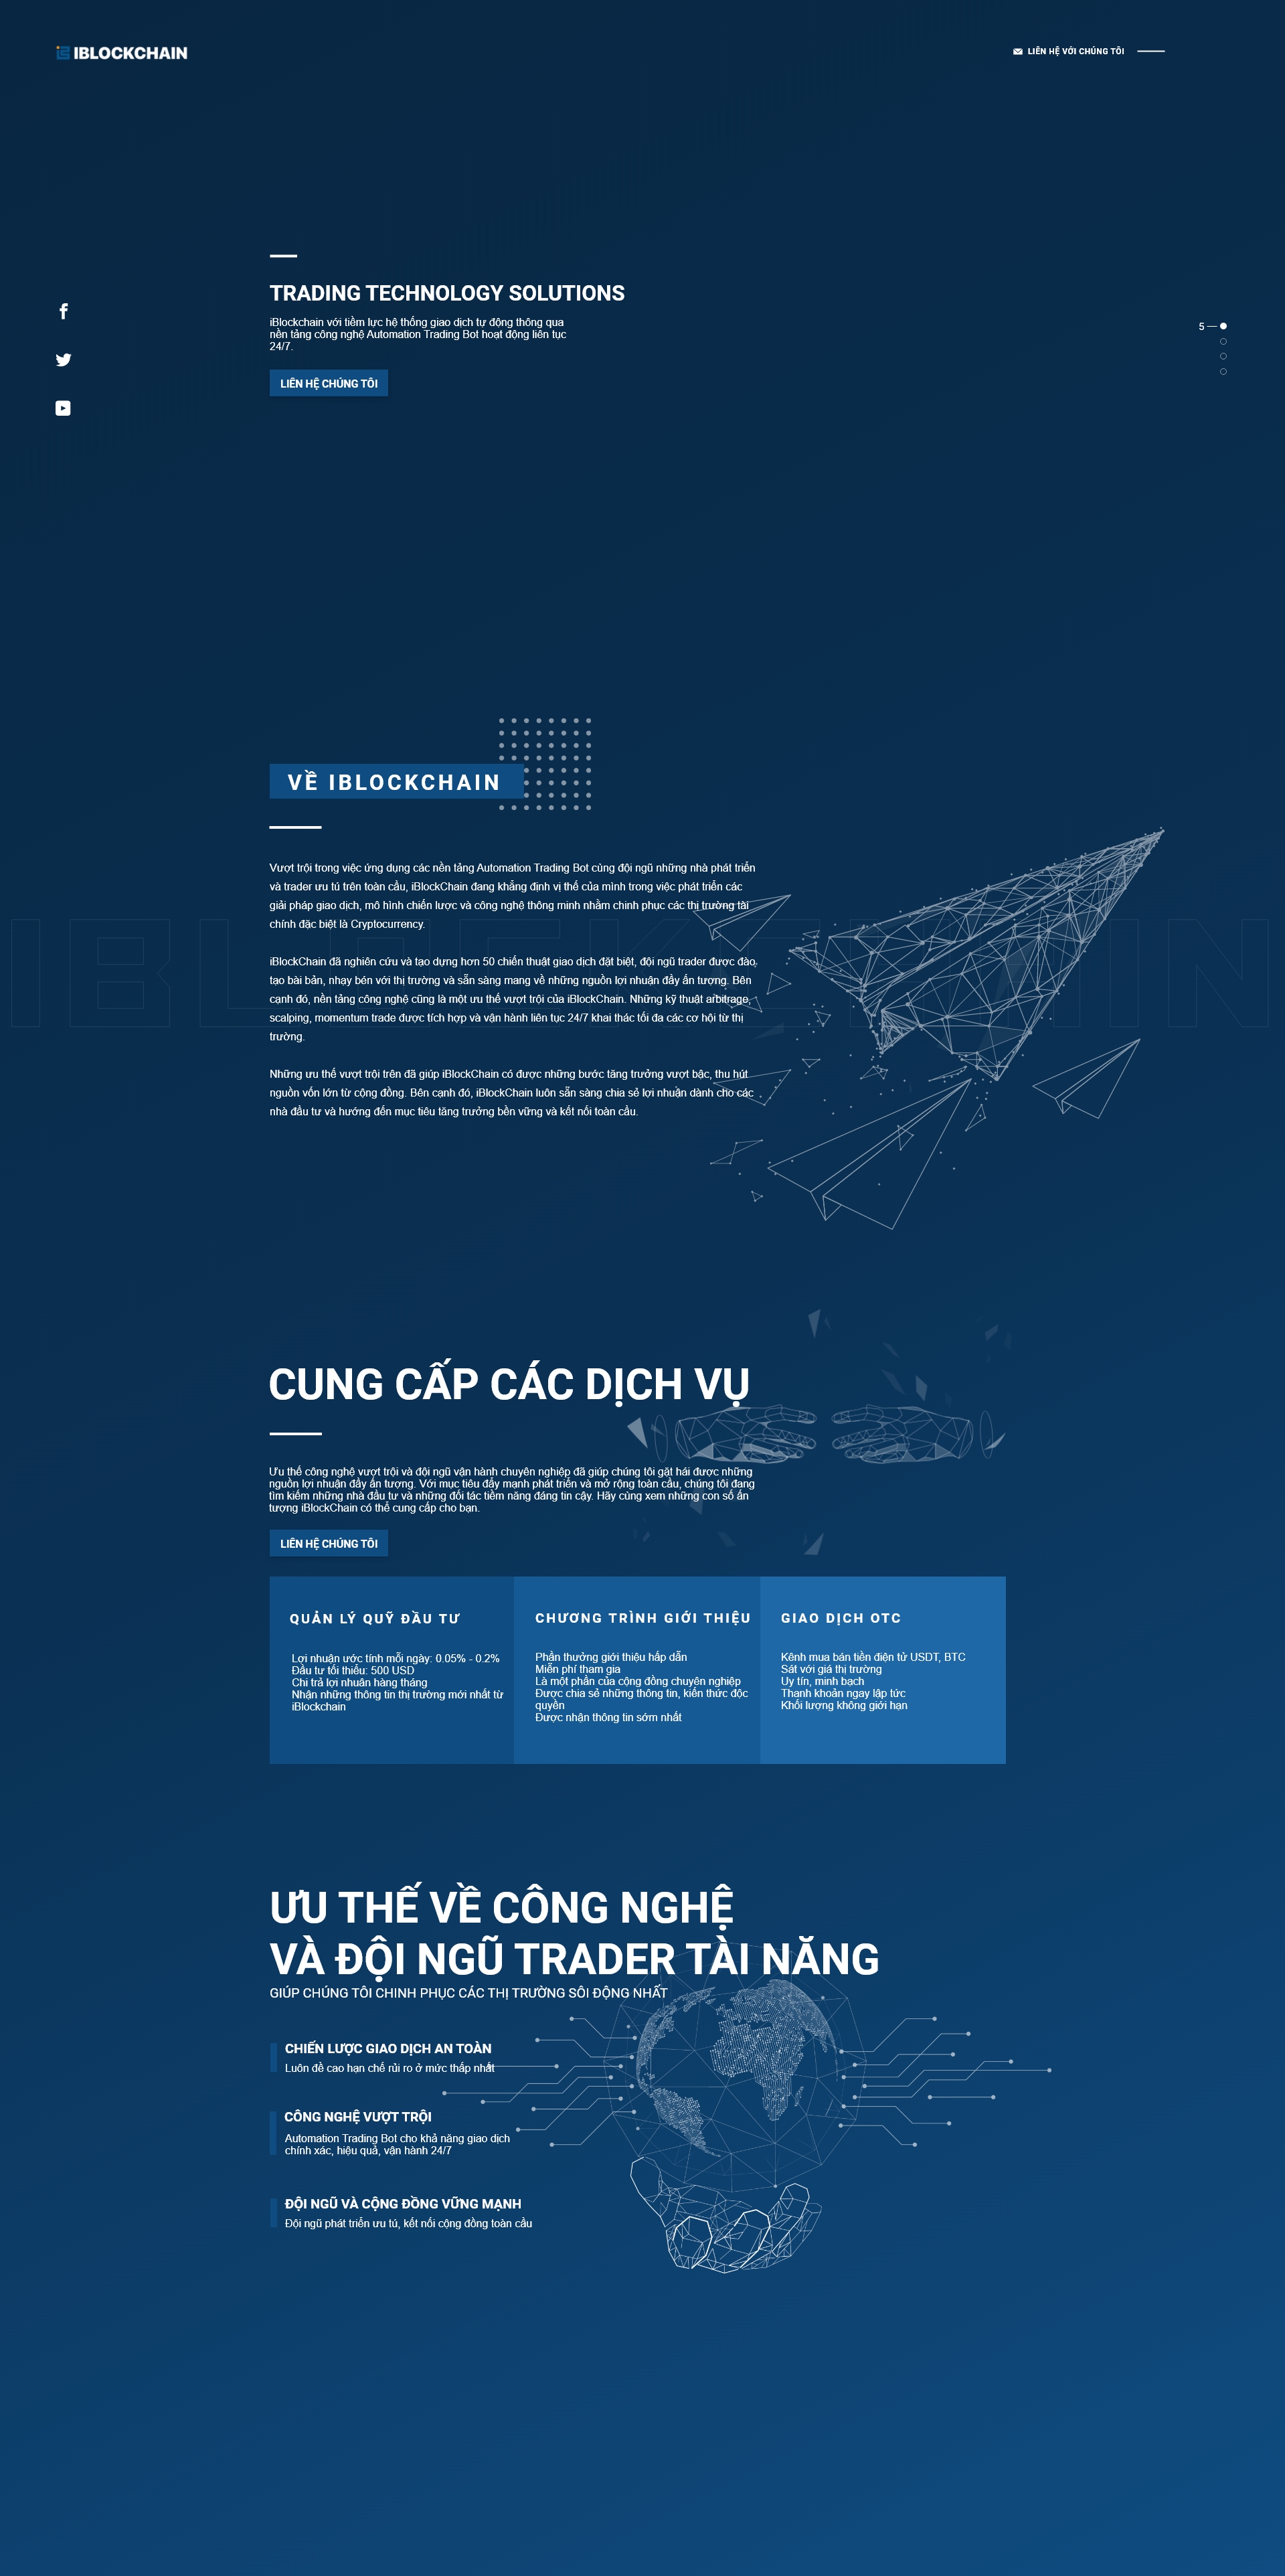 IBLOCKCHAIN
LIÊN HỆ VỚI CHÚNG TÔI
TRADING TECHNOLOGY SOLUTIONS
iBlockchain với tiềm lực hệ thống giao dịch tự động thông qua
nền tảng công nghệ Automation Trading Bot hoạt động liên tục
24/7.
5
LIÊN HỆ CHÚNG TÔI
VỀ IBLOCKCHAIN
Vượt trội trong việc ứng dụng các nền tảng Automation Trading Bot cùng đội ngũ những nhà phát triển
và trader ưu tú trên toàn cầu, iBlockChain đang khẳng định vị thế của mình trong việc phát triển các
giải pháp giao dịch, mô hình chiến lược và công nghệ thông minh nhằm chinh phục các thị trường tài
chính đặc biệt là Cryptocurrency.
IBLOCKCHAIN
iBlockChain đã nghiên cứu và tạo dựng hơn 50 chiến thuật giao dịch đặt biệt, đội ngũ trader được đào
tạo bài bản, nhạy bén với thị trường và sẵn sàng mang về những nguồn lợi nhuận đầy ấn tượng. Bên
cạnh đó, nền tảng công nghệ cũng là một ưu thế vượt trội của iBlockChain. Những kỹ thuật arbitrage,
scalping, momentum trade được tích hợp và vận hành liên tục 24/7 khai thác tối đa các cơ hội từ thị
trường.
Những ưu thế vượt trội trên đã giúp iBlockChain có được những bước tăng trưởng vượt bậc, thu hút
nguồn vốn lớn từ cộng đồng. Bên cạnh đó, iBlockChain luôn sẵn sàng chia sẻ lợi nhuận dành cho các
nhà đầu tư và hướng đến mục tiêu tăng trưởng bền vững và kết nối toàn cầu.
CUNG CẤP CÁC DỊCH VỤ
Ưu thế công nghệ vượt trội và đội ngũ vận hành chuyên nghiệp đã giúp chúng tôi gặt hái được những
nguồn lợi nhuận đầy ấn tượng. Với mục tiêu đẩy mạnh phát triển và mở rộng toàn cầu, chúng tôi đang
tìm kiếm những nhà đầu tư và những đối tác tiềm năng đáng tin cậy. Hãy cùng xem những con số ấn
tượng iBlockChain có thể cung cấp cho bạn.
LIÊN HỆ CHÚNG TÔI
QUẢN LÝ QUỸ ĐẦU TƯ
Lợi nhuận ước tính mỗi ngày: 0.05% - 0.2%
Đầu tư tối thiểu: 500 USD
Chi trả lợi nhuân hàng tháng
Nhận những thông tin thị trường mới nhất từ
iBlockchain
CHƯƠNG TRÌNH GIỚI THIỆU
Phần thưởng giới thiệu hấp dẫn
Miễn phí tham gia
Là một phần của cộng đồng chuyên nghiệp
Được chia sẻ những thông tin, kiến thức độc
quyền
Được nhận thông tin sớm nhất
GIAO DỊCH OTC
Kênh mua bán tiền điện tử USDT, BTC
Sát với giá thị trường
Uy tín, minh bạch
Thanh khoản ngay lập tức
Khối lượng không giới hạn
ƯU THẾ VỀ CÔNG NGHỆ
VÀ ĐỘI NGŨ TRADER TÀI NĂNG
GIÚP CHÚNG TÔI CHINH PHỤC CÁC THỊ TRƯỜNG SÔI ĐỘNG NHẤT
CHIẾN LƯỢC GIAO DỊCH AN TOÀN
Luôn đề cao hạn chế rủi ro ở mức thấp nhất
CÔNG NGHỆ VƯỢT TRỘI
Automation Trading Bot cho khả năng giao dịch
chính xác, hiệu quả, vận hành 24/7
ĐỘI NGŨ VÀ CỘNG ĐỒNG VỮNG MẠNH
Đội ngũ phát triển ưu tú, kết nối cộng đồng toàn cầu